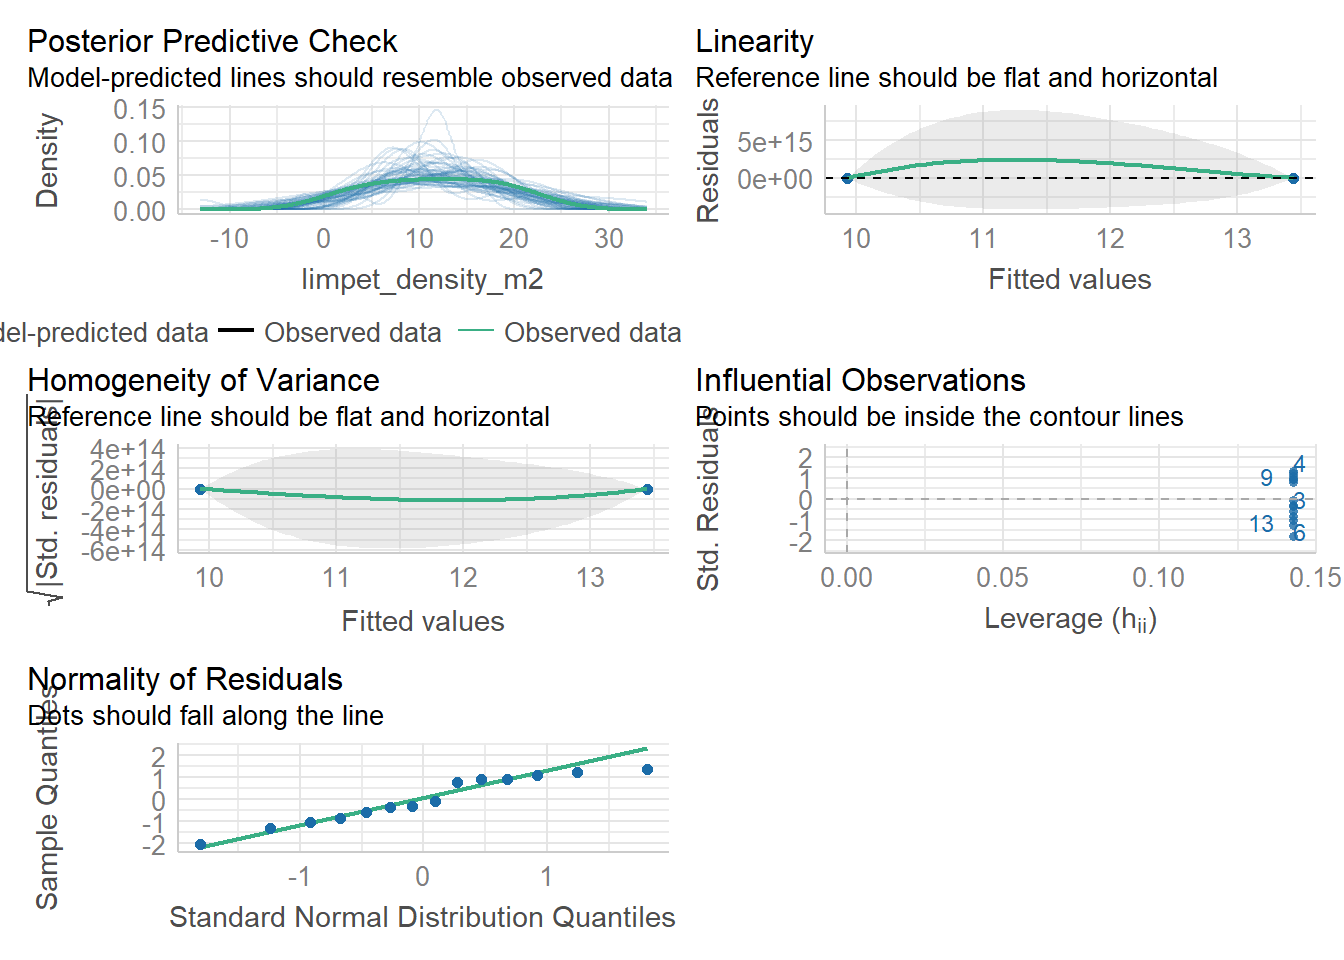 Posterior Predictive Check
Model-predicted lines should resemble observed data
Density
0.15
0.10
0.05
0.00
-10 0 10 20 30
limpet_density_m2
del-predicted data Observed data Observed data
Linearity
Reference line should be flat and horizontal
Residuals
5e+15
0e+00
10 11 12 13
Fitted values
Homogeneity of Variance
Reference line should be flat and horizontal
√|Std. residuals|
4e+14
2e+14
0e+00
-2e+14
-4e+14
-6e+14
10 11 12 13
Fitted values
Influential Observations
Points should be inside the contour lines
Std. Residuals
2
1
0
-1
-2
4
9
3
13
6
0.00 0.05 0.10 0.15
Leverage (hii)
Normality of Residuals
Dots should fall along the line
Sample Quantiles
2
1
0
-1
-2
-1 0 1
Standard Normal Distribution Quantiles